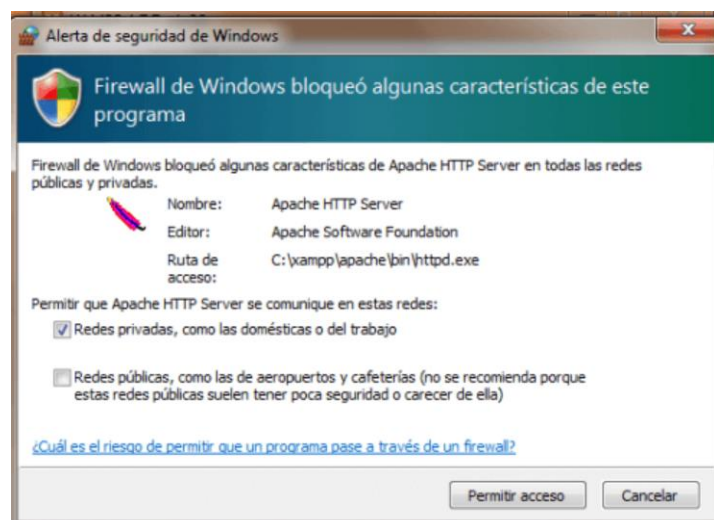 Alerta de seguridad de Windows
Firewall de Windows bloqueó algunas características de este
programa
Firewall de Windows bloqueó algunas características de Apache HTTP Server en todas las redes
públicas y privadas.
Nombre: Apache HTTP Server
Editor: Apache Software Foundation
Ruta de C:\xampp\apache\bin\httpd.exe
acceso:
Permitir que Apache HTTP Server se comunique en estas redes:
Redes privadas, como las domésticas o del trabajo
Redes públicas, como las de aeropuertos y cafeterías (no se recomienda porque
estas redes públicas suelen tener poca seguridad o carecer de ella)
¿Cuál es el riesgo de permitir que un programa pase a través de un firewall?
Permitir acceso Cancelar